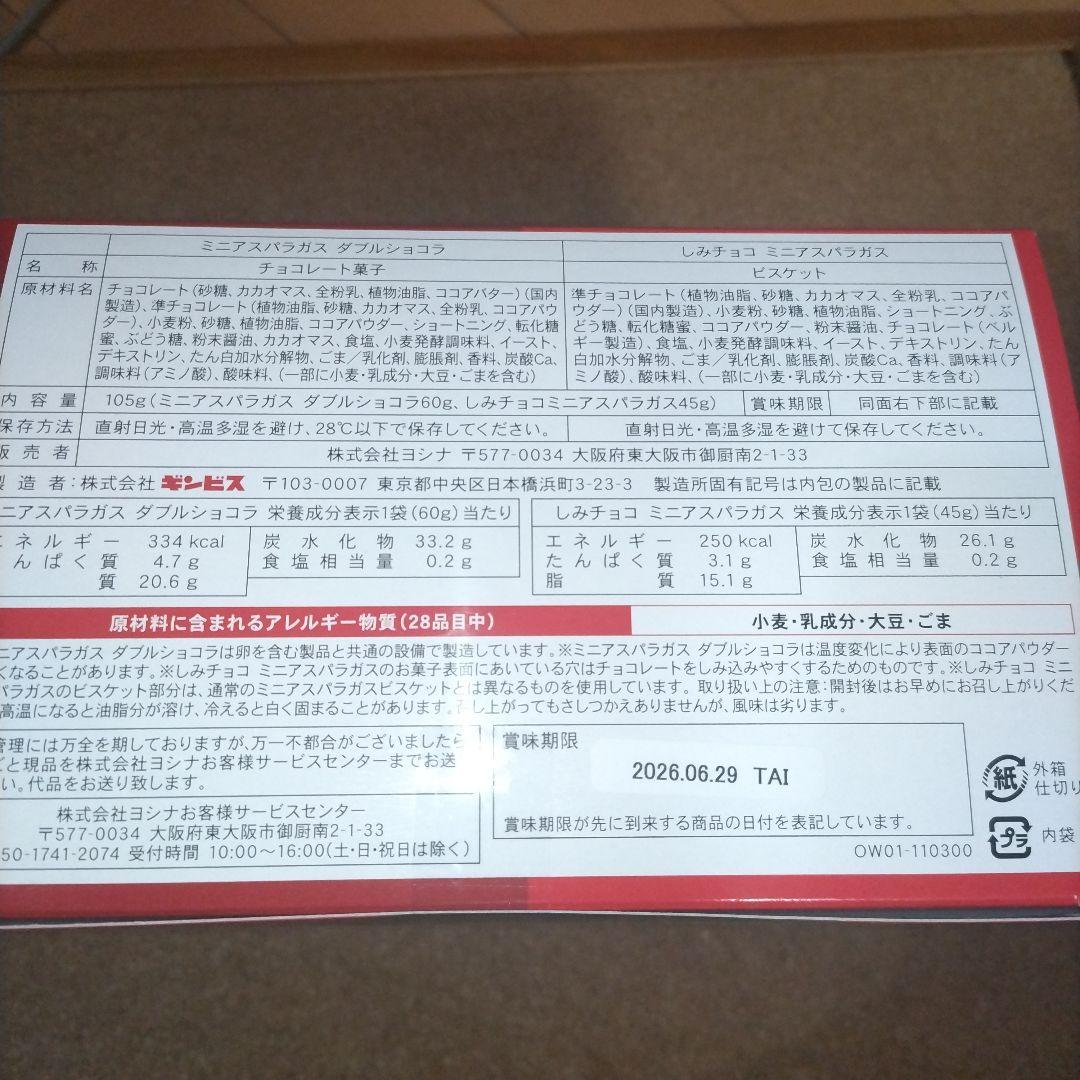 ミニアスパラガス ダブルショコラ
しみチョコ ミニアスパラガス
名 称
チョコレート菓子
ビスケット
原材料名
チョコレート(砂糖、カカオマス、全粉乳、植物油脂、ココアバター)(国内
製造)、準チョコレート(植物油脂、砂糖、カカオマス、全粉乳、ココアパウ
ダー)、小麦粉、砂糖、植物油脂、ココアパウダー、ショートニング、転化糖
蜜、ぶどう糖、粉末醤油、カカオマス、食塩、小麦発酵調味料、イースト、
デキストリン、たん白加水分解物、ごま/乳化剤、膨脹剤、香料、炭酸Ca、
調味料(アミノ酸)、酸味料、(一部に小麦・乳成分・大豆・ごまを含む)
準チョコレート(植物油脂、砂糖、カカオマス、全粉乳、ココアパ
ウダー)(国内製造)、小麦粉、砂糖、植物油脂、ショートニング、ぶ
どう糖、転化糖蜜、ココアパウダー、粉末醤油、チョコレート(ベル
ギー製造)、食塩、小麦発酵調味料、イースト、デキストリン、たん
白加水分解物、ごま/乳化剤、膨脹剤、炭酸Ca、香料、調味料(ア
ミノ酸)、酸味料、(一部に小麦・乳成分・大豆・ごまを含む)
内 容 量
105g(ミニアスパラガス ダブルショコラ60g、しみチョコミニアスパラガス45g)
賞味期限
同面右下部に記載
保存方法
直射日光・高温多湿を避け、28℃以下で保存してください。
直射日光・高温多湿を避けて保存してください。
販 売 者
株式会社ヨシナ 〒577-0034 大阪府東大阪市御厨南2-1-33
製 造 者:株式会社 ギンビス 〒103-0007 東京都中央区日本橋浜町3-23-3 製造所固有記号は内包の製品に記載
ニアスパラガス ダブルショコラ 栄養成分表示1袋(60g)当たり
エ ネ ル ギ ー 334 kcal
炭 水 化 物 33.2 g
んぱく質 4.7 g
食塩相当量 0.2 g
質 20.6 g
しみチョコ ミニアスパラガス 栄養成分表示1袋(45g)当たり
エ ネ ル ギ ー 250 kcal
炭 水 化 物 26.1 g
たんぱく質 3.1 g
食塩相当量 0.2 g
脂 質 15.1 g
原材料に含まれるアレルギー物質(28品目中)
小麦・乳成分・大豆・ごま
ニアスパラガス ダブルショコラは卵を含む製品と共通の設備で製造しています。※ミニアスパラガス ダブルショコラは温度変化により表面のココアパウダー
くなることがあります。※しみチョコ ミニアスパラガスのお菓子表面にあいている穴はチョコレートをしみ込みやすくするためのものです。※しみチョコ ミニ
パラガスのビスケット部分は、通常のミニアスパラガスビスケットとは異なるものを使用しています。取り扱い上の注意:開封後はお早めにお召し上がりくだ
高温になると油脂分が溶け、冷えると白く固まることがあります。召し上がってもさしつかえありませんが、風味は劣ります。
管理には万全を期しておりますが、万一不都合がございましたら
ごと現品を株式会社ヨシナお客様サービスセンターまでお送
い。代品をお送り致します。
株式会社ヨシナお客様サービスセンター
〒577-0034 大阪府東大阪市御厨南2-1-33
50-1741-2074 受付時間 10:00〜16:00(土・日・祝日は除く)
賞味期限
2026.06.29 TAI
賞味期限が先に到来する商品の日付を表記しています。
OW01-110300
紙
外箱
仕切り
プラ
内袋